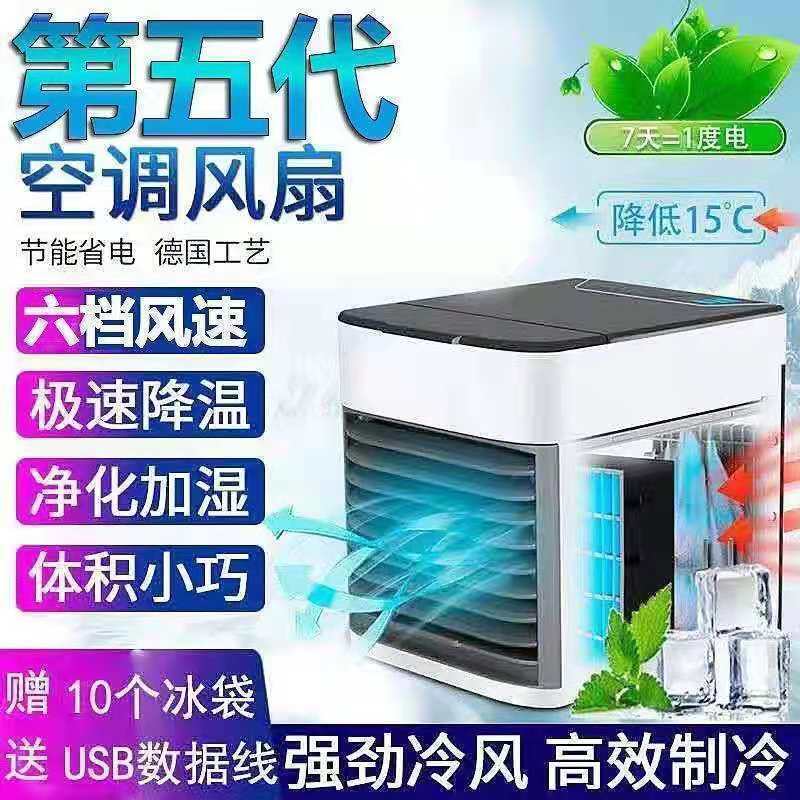 第五代
空调风扇
节能省电 德国工艺
7天=1度电
降低15℃
六档风速
极速降温
净化加湿
体积小巧
赠 10个冰袋
送 USB数据线
强劲冷风 高效制冷